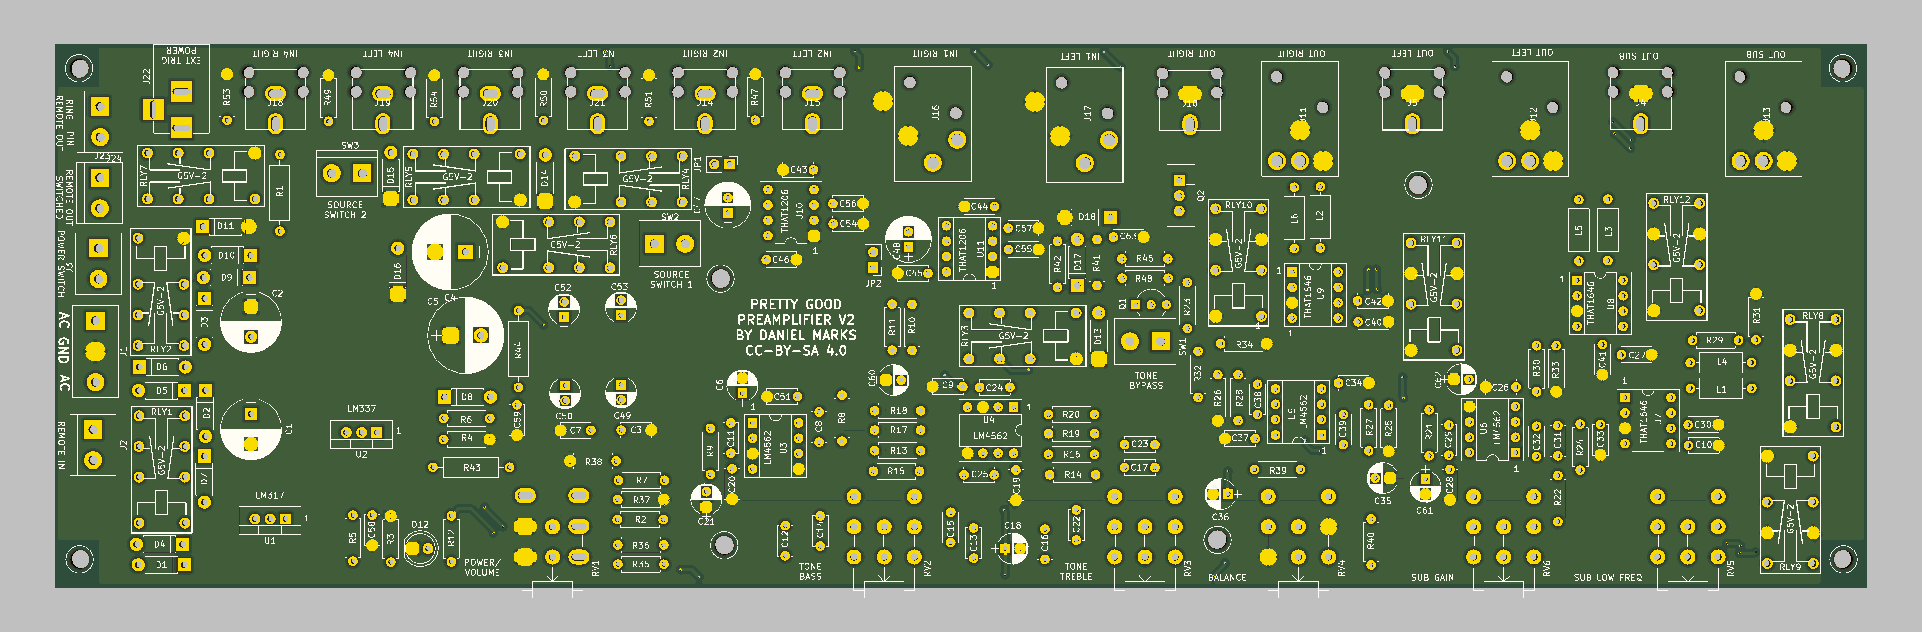 POWER
EXT TRIG
J22
IN4 RIGHT
IN4 LEFT
IN3 RIGHT
IN3 LEFT
IN2 RIGHT
IN2 LEFT
IN1 RIGHT
IN1 LEFT
OUT RIGHT
OUT RIGHT
OUT LEFT
OUT LEFT
OUT SUB
OUT SUB
R53
J18
R49
J19
R54
J20
R50
J21
R51
J14
R47
J15
J16
J17
J10
J11
J12
J13
RING PIN
REMOTE OUT
J24
REMOTE OUT
SWITCHED
POWER SWITCH
RLY7
G5V-2
R1
SW3
SOURCE
SWITCH 2
D15
RLY5
G5V-2
D14
G5V-2
RLY4
JP1
C43
THAT1206
C56
C54
C46
C44
THAT1206
U11
C57
C55
C45
C48
JP2
D18
Q2
C63
R45
R48
R42
D17
R41
Q1
R23
RLY10
G5V-2
L6
L2
THAT1646
L9
C42
C40
RLY11
G5V-2
L5
L3
THAT1646
U8
RLY12
G5V-2
R31
RLY8
G5V-2
D11
D10
D9
D3
C2
G5V-2
RLY2
D16
C5
C4
G5V-2
RLY6
SW2
SOURCE
SWITCH 1
C52
C53
R44
PRETTY GOOD
PREAMPLIFIER V2
BY DANIEL MARKS
CC-BY-SA 4.0
R11
R10
RLY3
G5V-2
D13
SW1
TONE
BYPASS
R34
R32
AC GND AC
D6
D5
D2
RLY1
G5V-2
C1
D7
J2
REMOTE IN
LM337
U2
D8
R6
R4
R43
C59
C50
C49
C7
C3
R38
R7
R37
R2
R36
R35
C6
C51
C60
C9
C24
R8
C8
R18
R17
R13
R16
U4
LM4562
C25
LM4562
U3
R9
C11
C20
C21
R20
R19
R15
R14
C23
C17
R26
R28
C38
C37
LM4562
C39
C34
R27
R25
R39
C62
C26
R21
C29
C28
U6
LM4562
C32
C31
R24
C33
R22
R30
R33
C41
C27
THAT1646
J7
R29
L4
L1
C30
C10
LM317
U1
D4
D1
R5
C58
R3
D12
R12
POWER/
VOLUME
RV1
C12
C14
TONE
BASS
RV2
C15
C13
C18
C16
C22
TONE
TREBLE
RV3
C36
BALANCE
RV4
R40
C35
C61
SUB GAIN
RV6
SUB LOW FREQ
RV5
G5V-2
RLY9